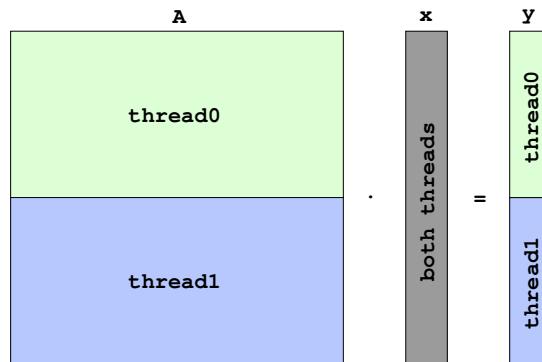 A x y
thread0
thread1
.
both threads
=
thread0
thread1